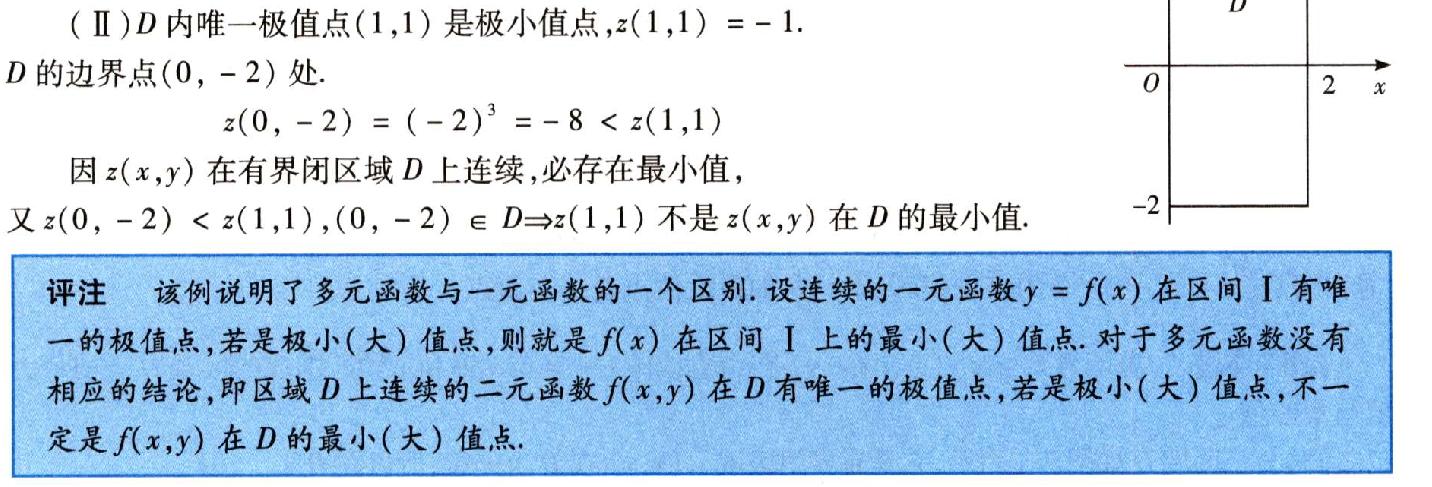 (Ⅱ)D 内唯一极值点(1,1) 是极小值点,z(1,1) = - 1.
D 的边界点(0, - 2) 处.
z(0, - 2) = ( - 2)³ = - 8 < z(1,1)
因 z(x,y) 在有界闭区域 D 上连续,必存在最小值,
又 z(0, - 2) < z(1,1),(0, - 2) ∈ D⇒z(1,1) 不是 z(x,y) 在 D 的最小值.
D
O
2
x
-2
评注 该例说明了多元函数与一元函数的一个区别. 设连续的一元函数 y = f(x) 在区间 I 有唯
一的极值点,若是极小(大) 值点,则就是 f(x) 在区间 I 上的最小(大) 值点. 对于多元函数没有
相应的结论,即区域 D 上连续的二元函数 f(x,y) 在 D 有唯一的极值点,若是极小(大) 值点,不一
定是 f(x,y) 在 D 的最小(大) 值点.